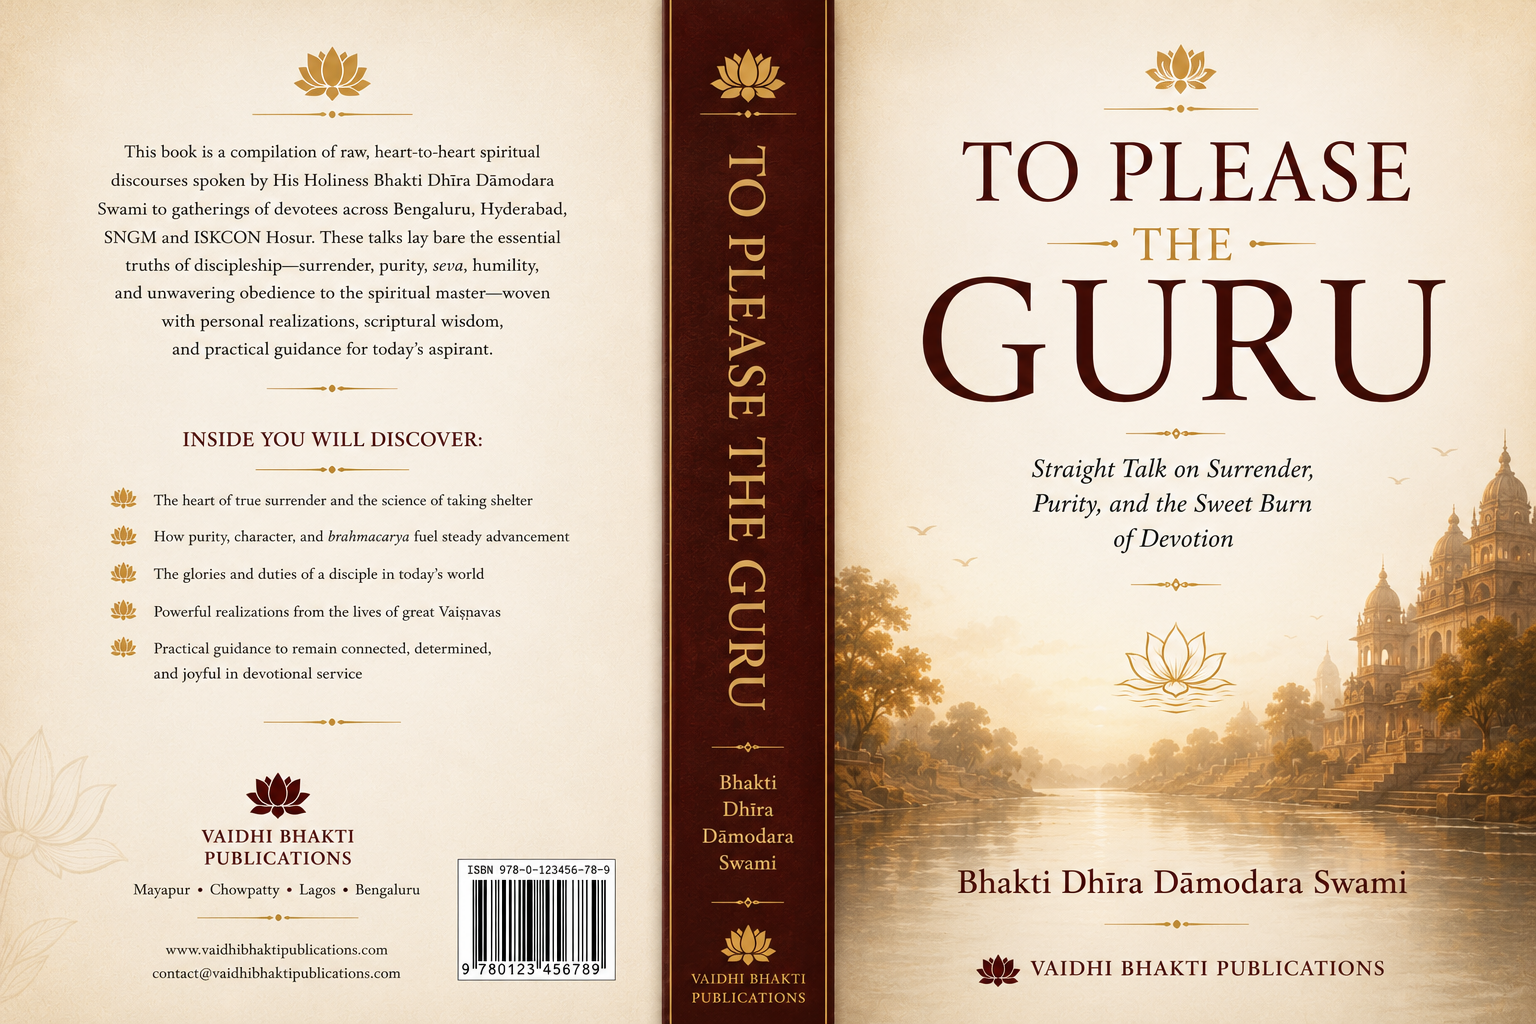 This book is a compilation of raw, heart-to-heart spiritual
discourses spoken by His Holiness Bhakti Dhīra Dāmodara
Swami to gatherings of devotees across Bengaluru, Hyderabad,
SNGM and ISKCON Hosur. These talks lay bare the essential
truths of discipleship—surrender, purity, seva, humility,
and unwavering obedience to the spiritual master—woven
with personal realizations, scriptural wisdom,
and practical guidance for today’s aspirant.
INSIDE YOU WILL DISCOVER:
The heart of true surrender and the science of taking shelter
How purity, character, and brahmacarya fuel steady advancement
The glories and duties of a disciple in today’s world
Powerful realizations from the lives of great Vaiṣnavas
Practical guidance to remain connected, determined,
and joyful in devotional service
VAIDHI BHAKTI
PUBLICATIONS
Mayapur • Chowpatty • Lagos • Bengaluru
www.vaidhibhaktipublications.com
contact@vaidhibhaktipublications.com
ISBN 978-0-123456-78-9
9 780123 456789
TO PLEASE THE GURU
Bhakti
Dhīra
Dāmodara
Swami
VAIDHI BHAKTI
PUBLICATIONS
TO PLEASE
THE
GURU
Straight Talk on Surrender,
Purity, and the Sweet Burn
of Devotion
Bhakti Dhīra Dāmodara Swami
VAIDHI BHAKTI PUBLICATIONS